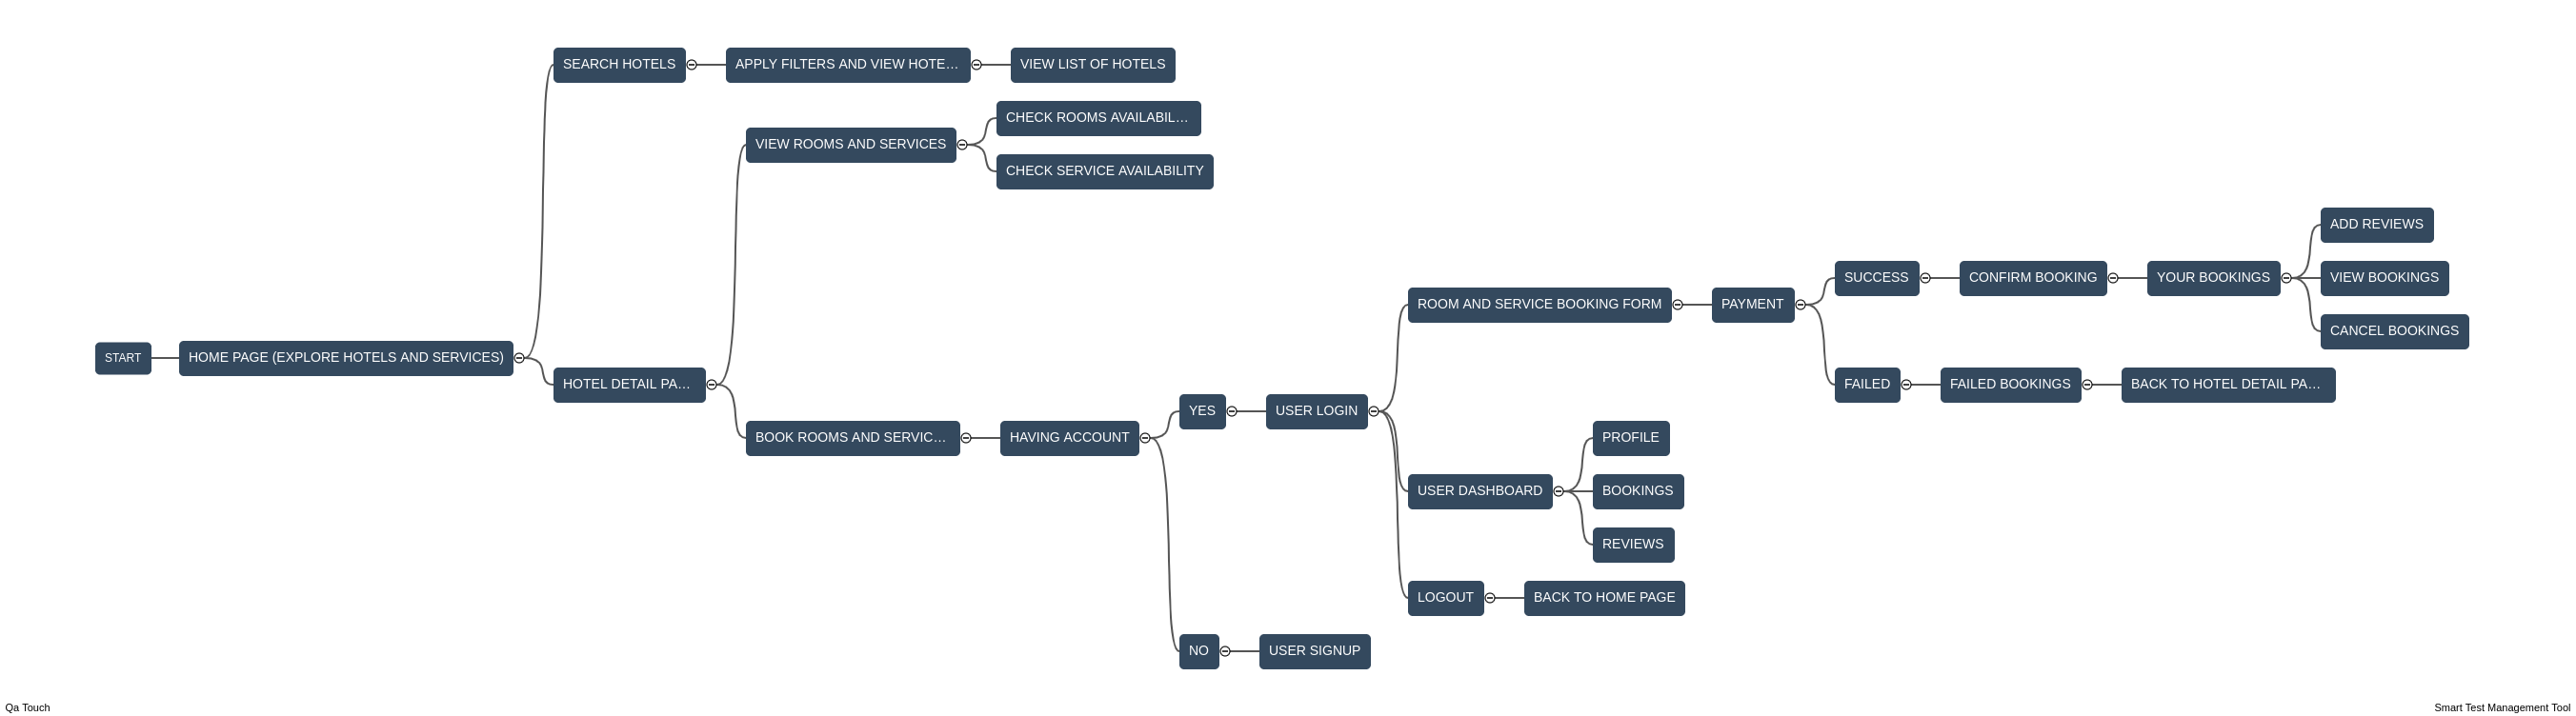 SEARCH HOTELS
APPLY FILTERS AND VIEW HOTE…
VIEW LIST OF HOTELS
CHECK ROOMS AVAILABIL…
VIEW ROOMS AND SERVICES
CHECK SERVICE AVAILABILITY
ADD REVIEWS
SUCCESS
CONFIRM BOOKING
YOUR BOOKINGS
VIEW BOOKINGS
ROOM AND SERVICE BOOKING FORM
PAYMENT
CANCEL BOOKINGS
START
HOME PAGE (EXPLORE HOTELS AND SERVICES)
HOTEL DETAIL PA…
FAILED
FAILED BOOKINGS
BACK TO HOTEL DETAIL PA…
YES
USER LOGIN
BOOK ROOMS AND SERVIC…
HAVING ACCOUNT
PROFILE
USER DASHBOARD
BOOKINGS
REVIEWS
LOGOUT
BACK TO HOME PAGE
NO
USER SIGNUP
Qa Touch
Smart Test Management Tool